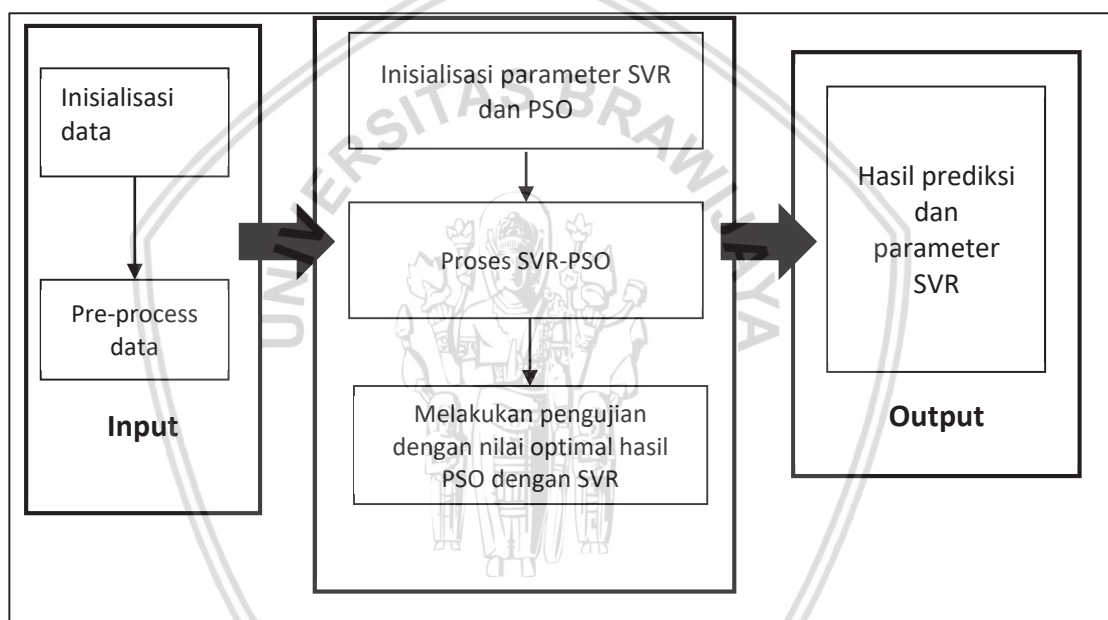 Inisialisasi
data
Pre-process
data
Input
Inisialisasi parameter SVR
dan PSO
Proses SVR-PSO
Melakukan pengujian
dengan nilai optimal hasil
PSO dengan SVR
Hasil prediksi
dan
parameter
SVR
Output
UNIVERSITAS BRAWIJAYA